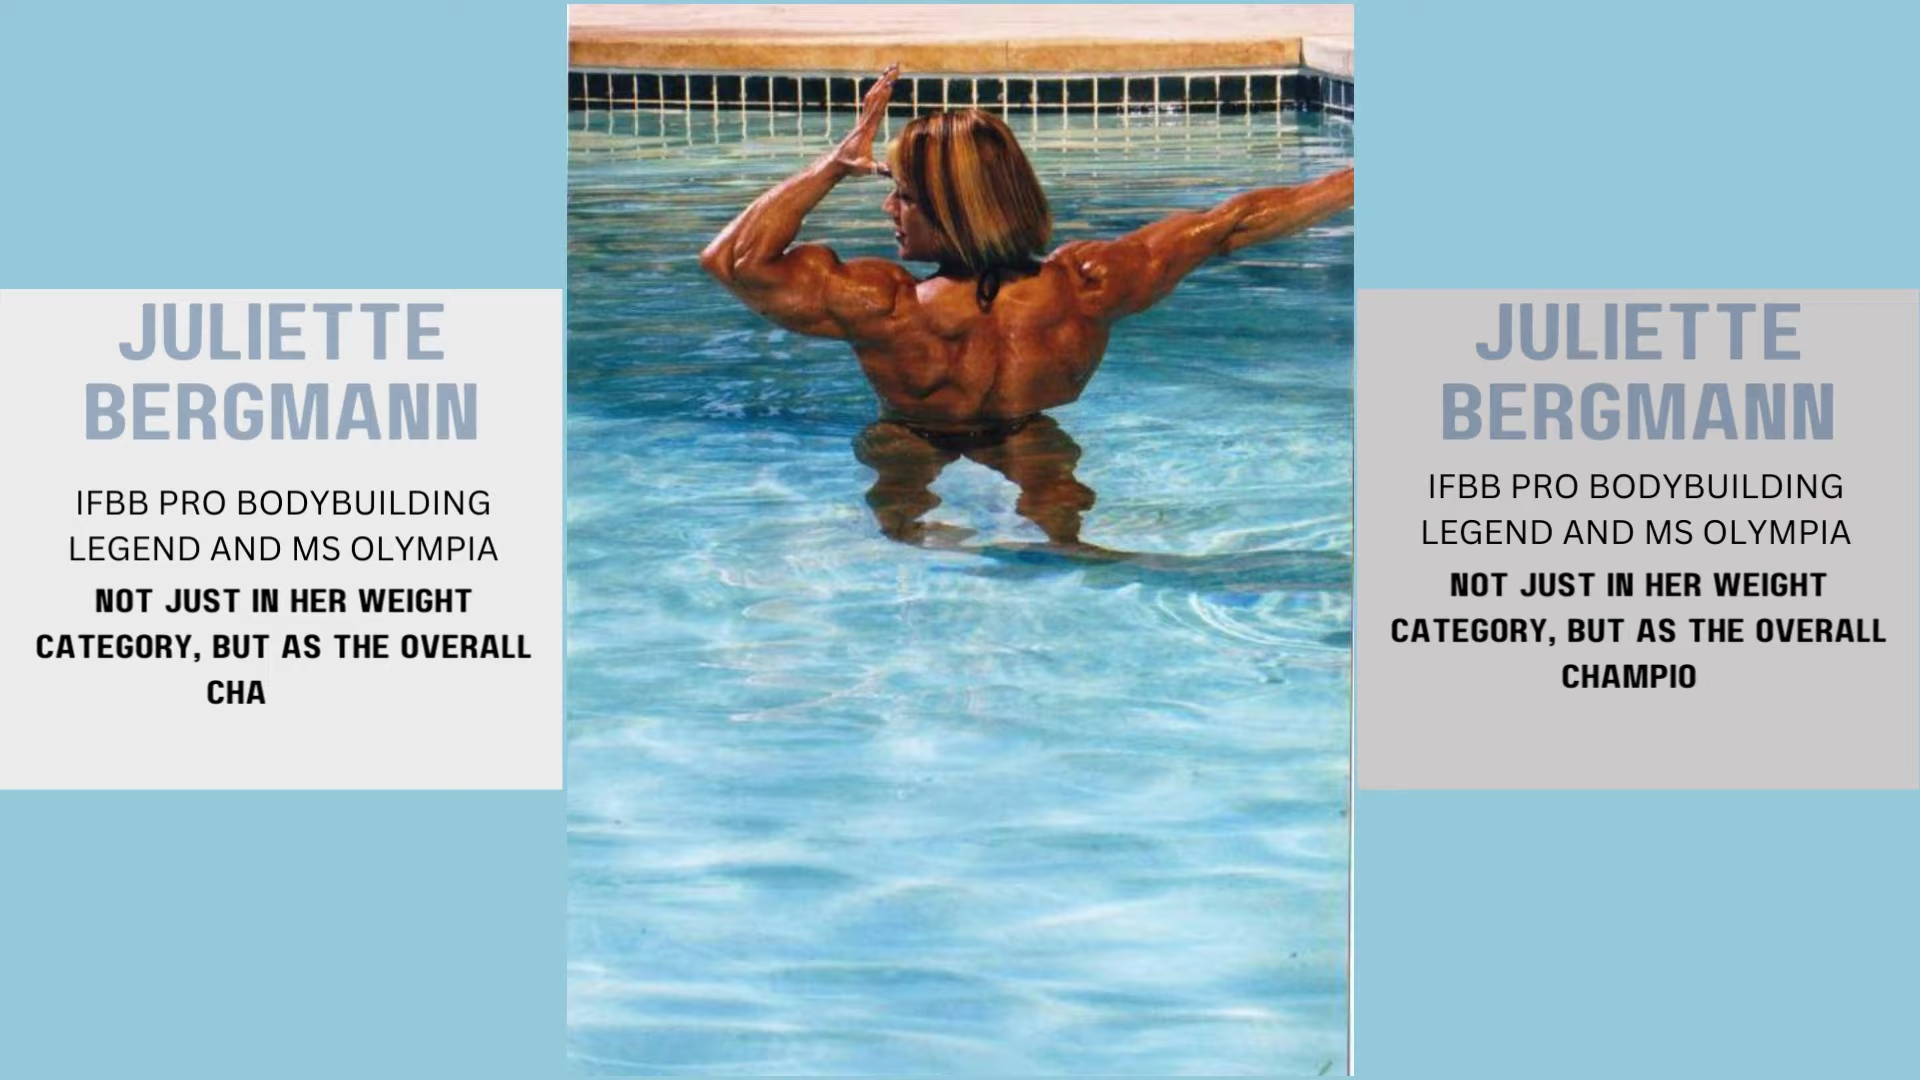 JULIETTE
BERGMANN
IFBB PRO BODYBUILDING
LEGEND AND MS OLYMPIA
NOT JUST IN HER WEIGHT
CATEGORY, BUT AS THE OVERALL
CHA
JULIETTE
BERGMANN
IFBB PRO BODYBUILDING
LEGEND AND MS OLYMPIA
NOT JUST IN HER WEIGHT
CATEGORY, BUT AS THE OVERALL
CHAMPIO